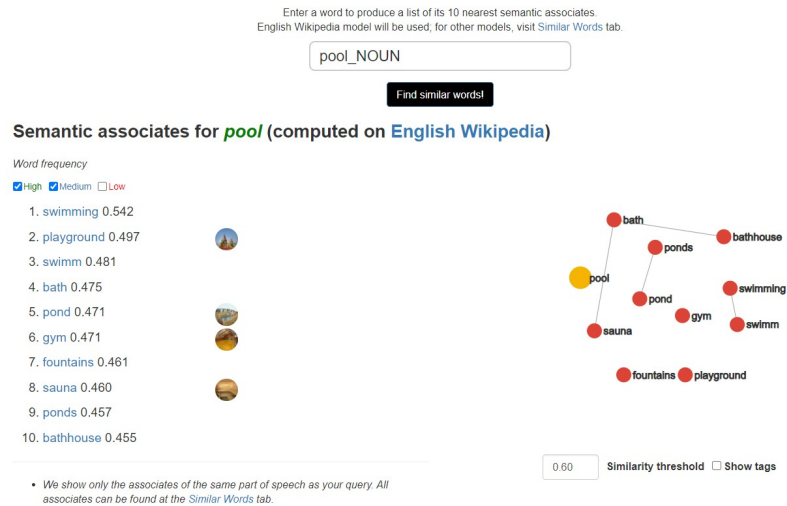 Enter a word to produce a list of its 10 nearest semantic associates.
English Wikipedia model will be used; for other models, visit Similar Words tab.
pool_NOUN
Find similar words!
Semantic associates for pool (computed on English Wikipedia)
Word frequency
High Medium Low
1. swimming 0.542
2. playground 0.497
3. swimm 0.481
4. bath 0.475
5. pond 0.471
6. gym 0.471
7. fountains 0.461
8. sauna 0.460
9. ponds 0.457
10. bathhouse 0.455
We show only the associates of the same part of speech as your query. All
associates can be found at the Similar Words tab.
bath
bathhouse
ponds
pool
swimming
pond
gym
swimm
sauna
fountains
playground
0.60
Similarity threshold
Show tags